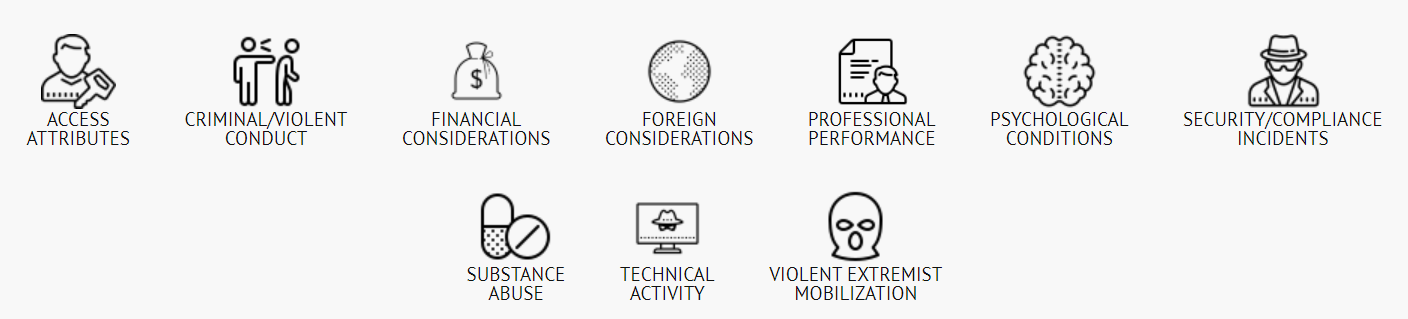 ACCESS
ATTRIBUTES
CRIMINAL/VIOLENT
CONDUCT
$
FINANCIAL
CONSIDERATIONS
FOREIGN
CONSIDERATIONS
PROFESSIONAL
PERFORMANCE
PSYCHOLOGICAL
CONDITIONS
SECURITY/COMPLIANCE
INCIDENTS
SUBSTANCE
ABUSE
TECHNICAL
ACTIVITY
VIOLENT EXTREMIST
MOBILIZATION